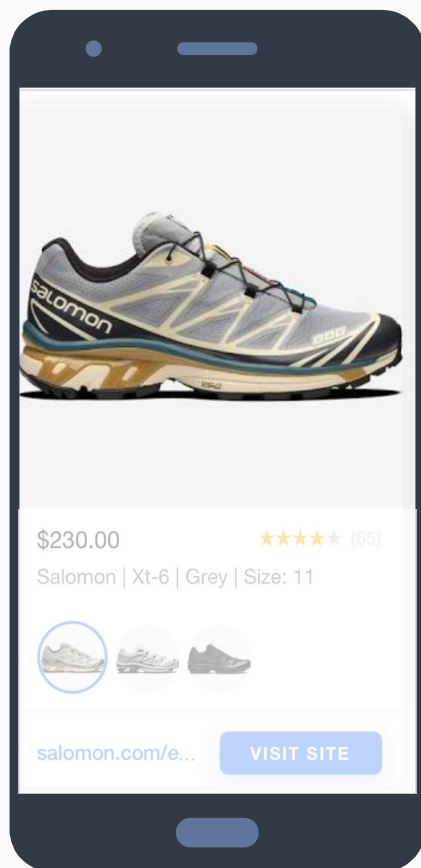 salomon
$230.00
★★★★★ (65)
Salomon | Xt-6 | Grey | Size: 11
salomon.com/e...
VISIT SITE